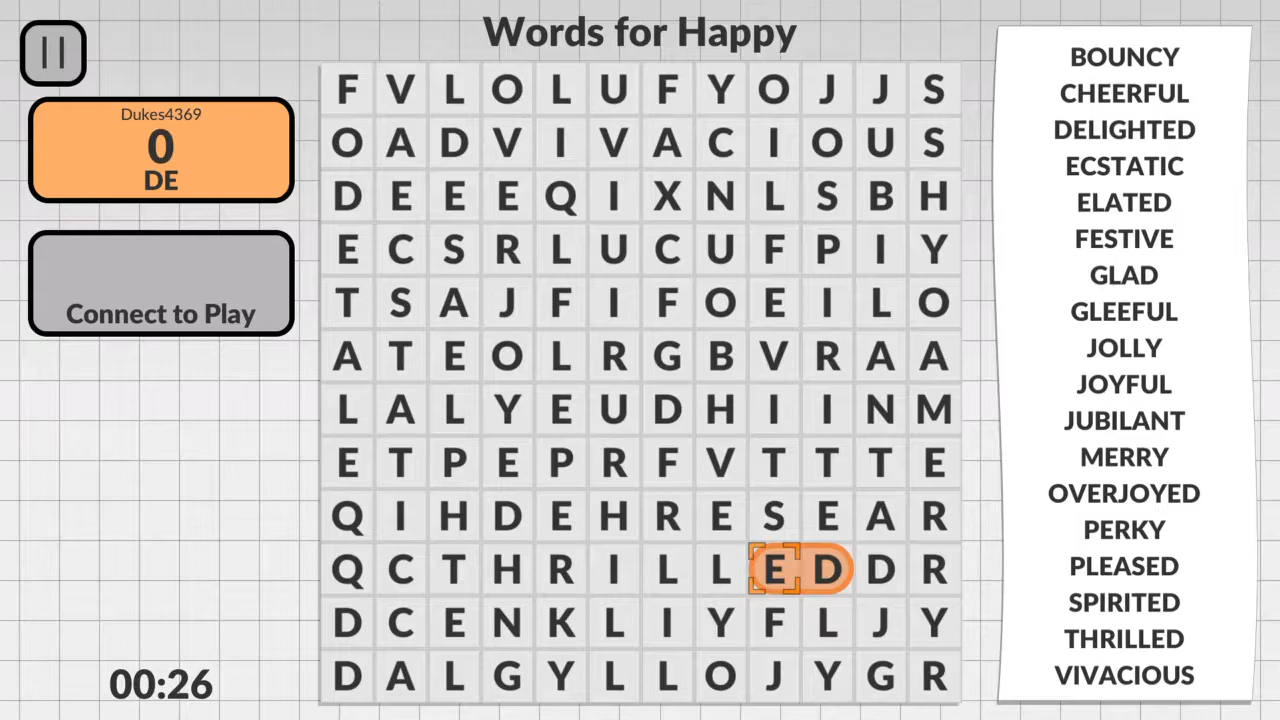 Words for Happy
Dukes4369
0
DE
Connect to Play
00:26
F V L O L U F Y O J J S
O A D V I V A C I O U S
D E E E Q I X N L S B H
E C S R L U C U F P I Y
T S A J F I F O E I L O
A T E O L R G B V R A A
L A L Y E U D H I I N M
E T P E P R F V T T T E
Q I H D E H R E S E A R
Q C T H R I L L E D D R
D C E N K L I Y F L J Y
D A L G Y L L O J Y G R
BOUNCY
CHEERFUL
DELIGHTED
ECSTATIC
ELATED
FESTIVE
GLAD
GLEEFUL
JOLLY
JOYFUL
JUBILANT
MERRY
OVERJOYED
PERKY
PLEASED
SPIRITED
THRILLED
VIVACIOUS